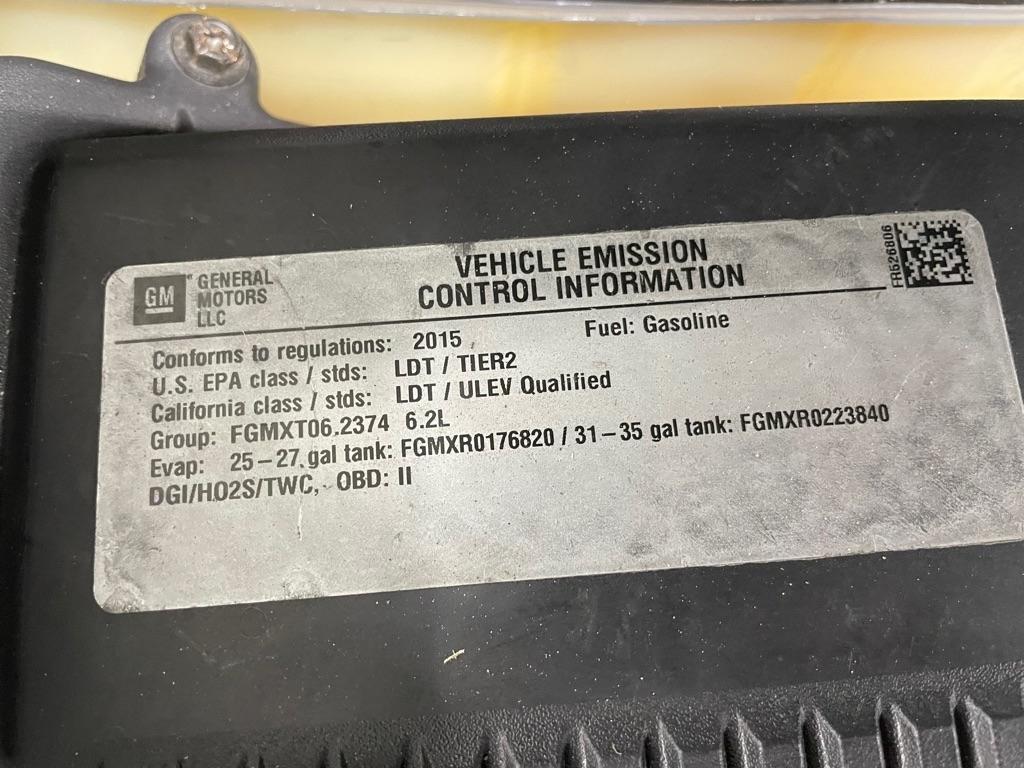 GM
GENERAL
MOTORS
LLC
VEHICLE EMISSION
CONTROL INFORMATION
FR526806
Conforms to regulations: 2015 Fuel: Gasoline
U.S. EPA class / stds: LDT / TIER2
California class / stds: LDT / ULEV Qualified
Group: FGMXT06.2374 6.2L
Evap: 25-27 gal tank: FGMXR0176820 / 31-35 gal tank: FGMXR0223840
DGI/HO2S/TWC, OBD: II